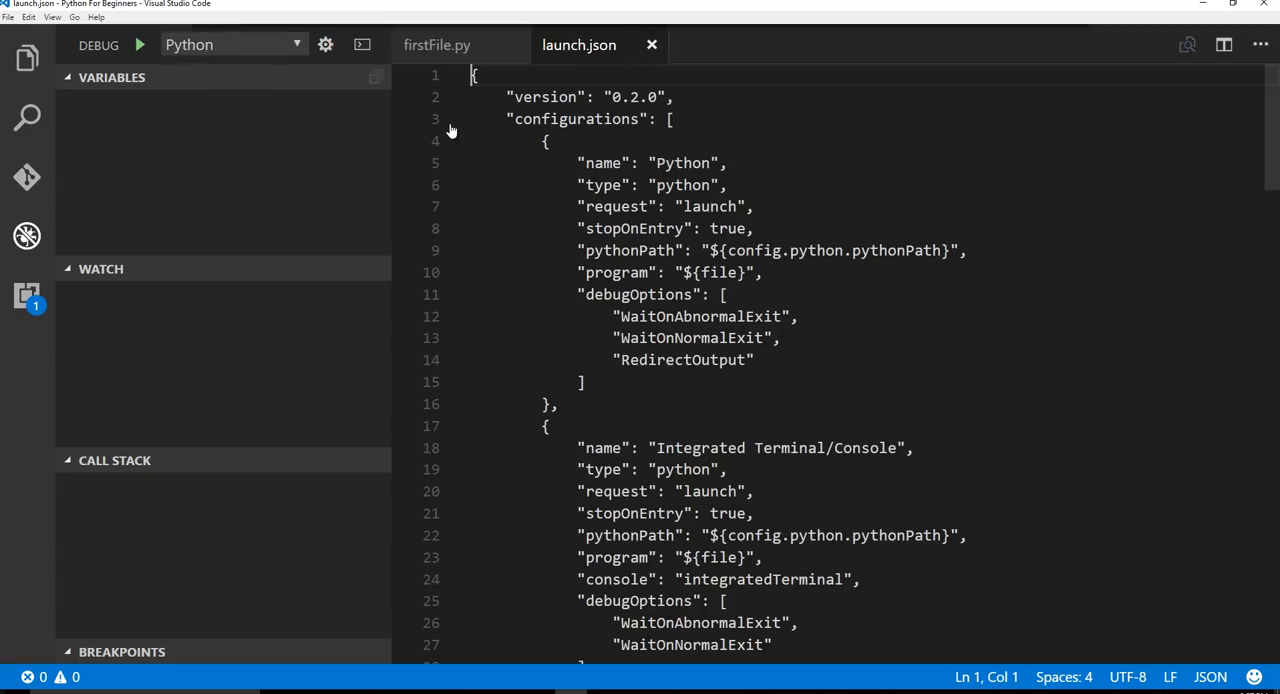 launch.json - Python For Beginners - Visual Studio Code
File Edit View Go Help
DEBUG Python
firstFile.py launch.json
VARIABLES
WATCH
CALL STACK
BREAKPOINTS
1
1 {
2 "version": "0.2.0",
3 "configurations": [
4 {
5 "name": "Python",
6 "type": "python",
7 "request": "launch",
8 "stopOnEntry": true,
9 "pythonPath": "${config.python.pythonPath}",
10 "program": "${file}",
11 "debugOptions": [
12 "WaitOnAbnormalExit",
13 "WaitOnNormalExit",
14 "RedirectOutput"
15 ]
16 },
17 {
18 "name": "Integrated Terminal/Console",
19 "type": "python",
20 "request": "launch",
21 "stopOnEntry": true,
22 "pythonPath": "${config.python.pythonPath}",
23 "program": "${file}",
24 "console": "integratedTerminal",
25 "debugOptions": [
26 "WaitOnAbnormalExit",
27 "WaitOnNormalExit"
0 0 Ln 1, Col 1 Spaces: 4 UTF-8 LF JSON